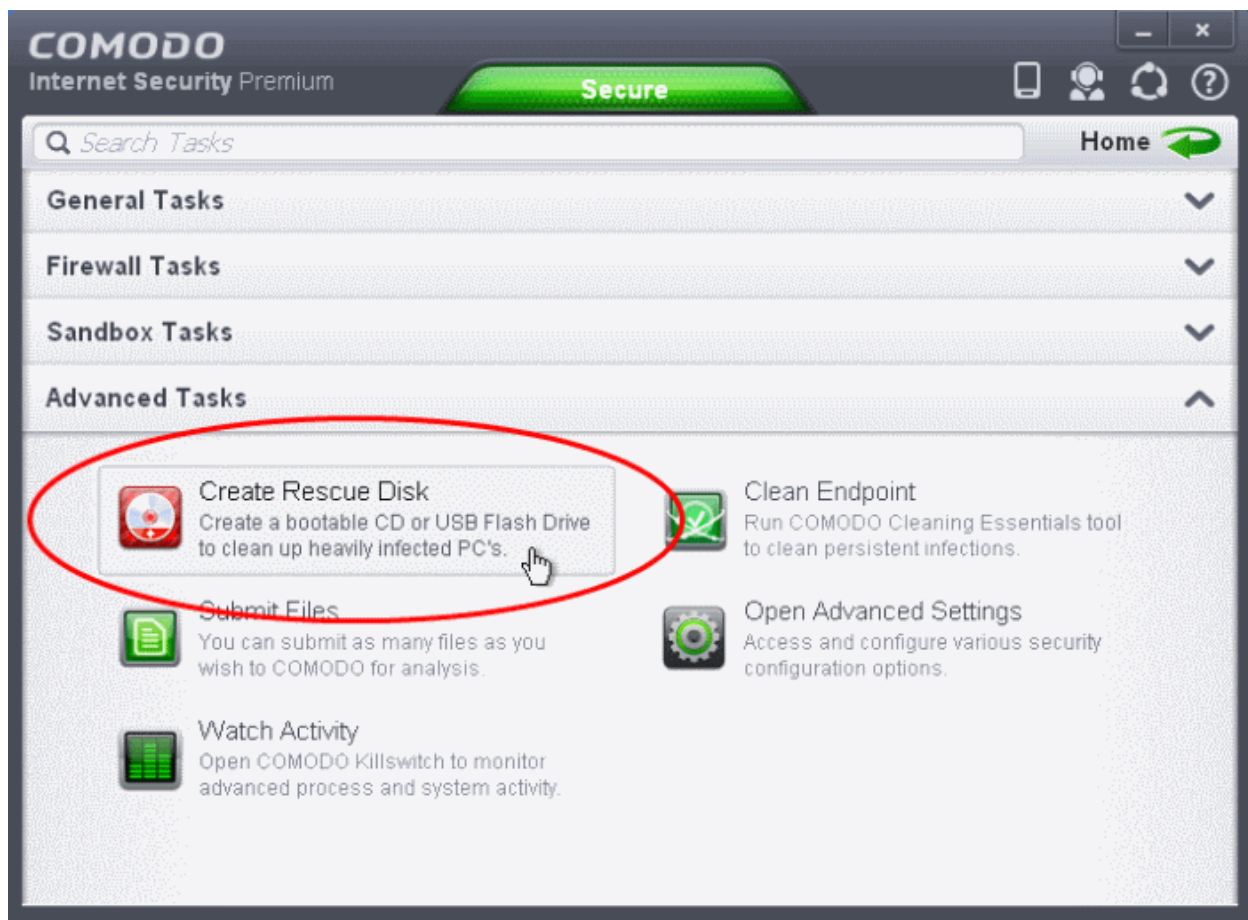 COMODO
Internet Security Premium
Secure
Search Tasks
Home
General Tasks
Firewall Tasks
Sandbox Tasks
Advanced Tasks
Create Rescue Disk
Create a bootable CD or USB Flash Drive
to clean up heavily infected PC's.
Clean Endpoint
Run COMODO Cleaning Essentials tool
to clean persistent infections.
Submit Files
You can submit as many files as you
wish to COMODO for analysis.
Open Advanced Settings
Access and configure various security
configuration options.
Watch Activity
Open COMODO Killswitch to monitor
advanced process and system activity.